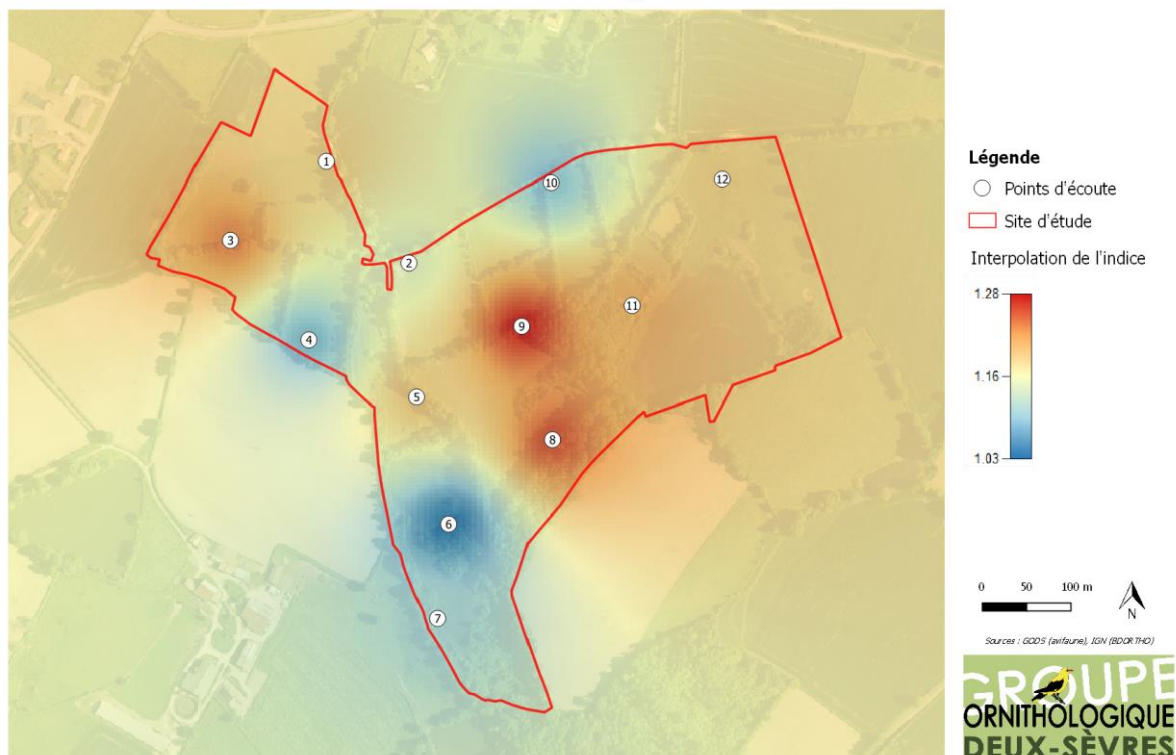 1
12
10
3
2
11
9
4
5
8
6
7
Légende
Points d'écoute
Site d'étude
Interpolation de l'indice
1.28
1.16
1.03
0 50 100 m
N
Sources : GODS (avifaune), IGN (BDORTHO)
GROUPE
ORNITHOLOGIQUE
DEUX-SÈVRES